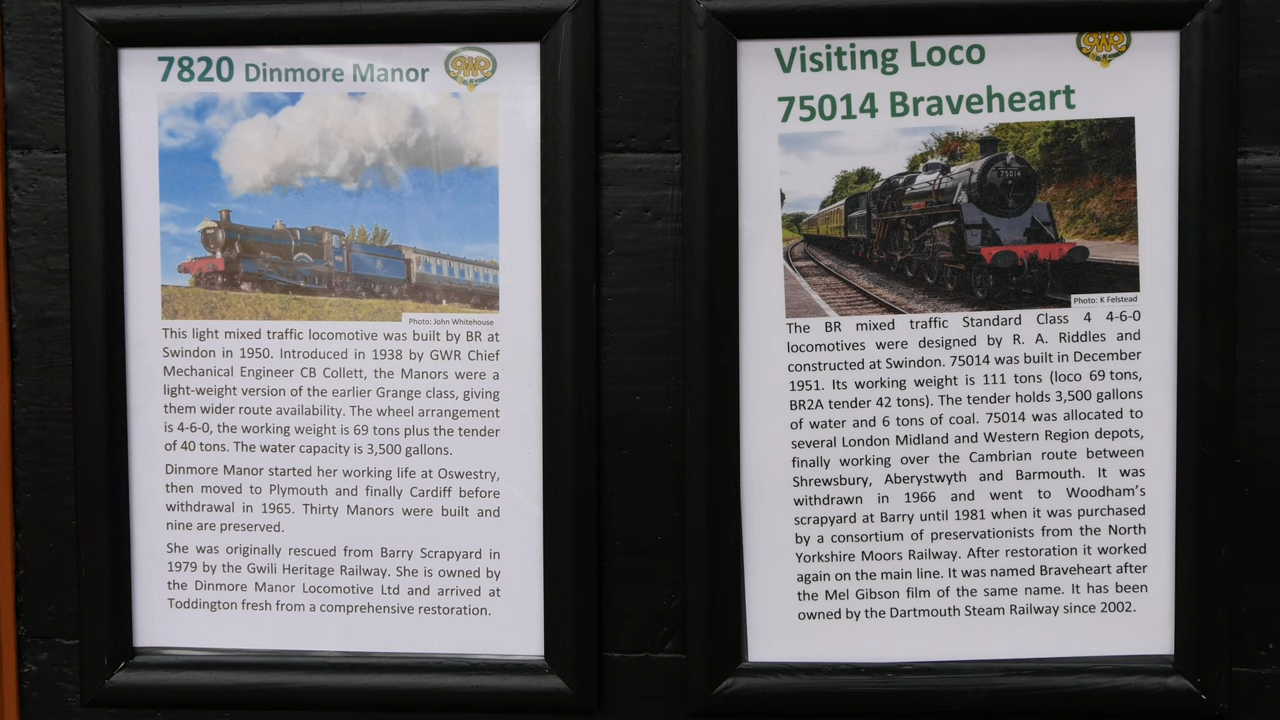 7820 Dinmore Manor
GWR
Photo: John Whitehouse
This light mixed traffic locomotive was built by BR at
Swindon in 1950. Introduced in 1938 by GWR Chief
Mechanical Engineer CB Collett, the Manors were a
light-weight version of the earlier Grange class, giving
them wider route availability. The wheel arrangement
is 4-6-0, the working weight is 69 tons plus the tender
of 40 tons. The water capacity is 3,500 gallons.
Dinmore Manor started her working life at Oswestry,
then moved to Plymouth and finally Cardiff before
withdrawal in 1965. Thirty Manors were built and
nine are preserved.
She was originally rescued from Barry Scrapyard in
1979 by the Gwili Heritage Railway. She is owned by
the Dinmore Manor Locomotive Ltd and arrived at
Toddington fresh from a comprehensive restoration.
Visiting Loco
75014 Braveheart
GWR
75014
Photo: K Felstead
The BR mixed traffic Standard Class 4 4-6-0
locomotives were designed by R. A. Riddles and
constructed at Swindon. 75014 was built in December
1951. Its working weight is 111 tons (loco 69 tons,
BR2A tender 42 tons). The tender holds 3,500 gallons
of water and 6 tons of coal. 75014 was allocated to
several London Midland and Western Region depots,
finally working over the Cambrian route between
Shrewsbury, Aberystwyth and Barmouth. It was
withdrawn in 1966 and went to Woodham's
scrapyard at Barry until 1981 when it was purchased
by a consortium of preservationists from the North
Yorkshire Moors Railway. After restoration it worked
again on the main line. It was named Braveheart after
the Mel Gibson film of the same name. It has been
owned by the Dartmouth Steam Railway since 2002.